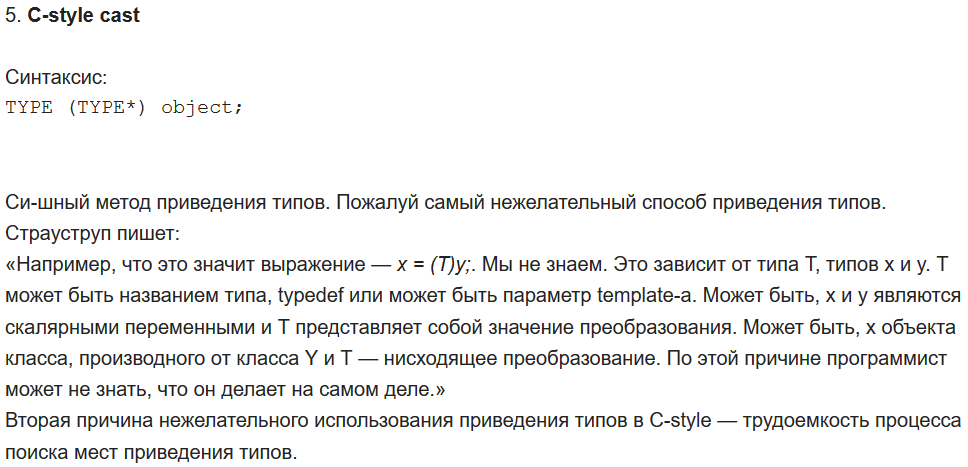 5. C-style cast
Синтаксис:
TYPE (TYPE*) object;
Си-шный метод приведения типов. Пожалуй самый нежелательный способ приведения типов.
Страуструп пишет:
«Например, что это значит выражение — x = (T)y;. Мы не знаем. Это зависит от типа T, типов x и y. T
может быть названием типа, typedef или может быть параметр template-а. Может быть, х и у являются
скалярными переменными и Т представляет собой значение преобразования. Может быть, х объекта
класса, производного от класса Y и Т — нисходящее преобразование. По этой причине программист
может не знать, что он делает на самом деле.»
Вторая причина нежелательного использования приведения типов в C-style — трудоемкость процесса
поиска мест приведения типов.